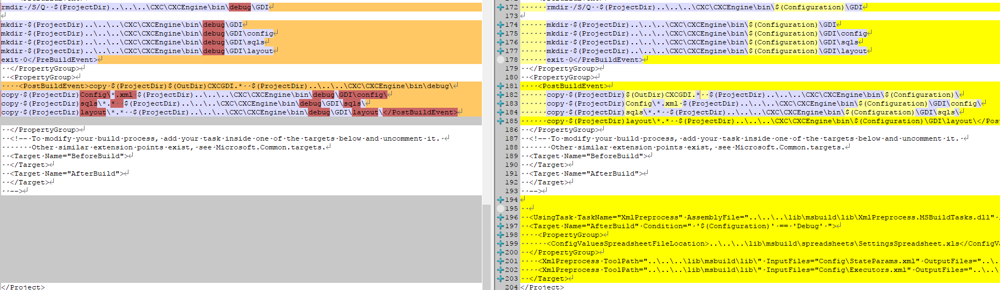 rmdir /S/Q  $(ProjectDir)..\..\..\CXC\CXCEngine\bin\debug\GDI
mkdir $(ProjectDir)..\..\..\CXC\CXCEngine\bin\debug\GDI
mkdir $(ProjectDir)..\..\..\CXC\CXCEngine\bin\debug\GDI\config
mkdir $(ProjectDir)..\..\..\CXC\CXCEngine\bin\debug\GDI\sqls
mkdir $(ProjectDir)..\..\..\CXC\CXCEngine\bin\debug\GDI\layout
exit 0</PreBuildEvent>
</PropertyGroup>
<PropertyGroup>
<PostBuildEvent>copy $(ProjectDir)$(OutDir)CXCGDI.*  $(ProjectDir)..\..\..\CXC\CXCEngine\bin\debug\
copy $(ProjectDir)Config\*.xml $(ProjectDir)..\..\..\CXC\CXCEngine\bin\debug\GDI\config\
copy $(ProjectDir)sqls\*.*  $(ProjectDir)..\..\..\CXC\CXCEngine\bin\debug\GDI\sqls\
copy $(ProjectDir)layout\*.*  $(ProjectDir)..\..\..\CXC\CXCEngine\bin\debug\GDI\layout\</PostBuildEvent>
</PropertyGroup>
<!-- To modify your build process, add your task inside one of the targets below and uncomment it.
Other similar extension points exist, see Microsoft.Common.targets.
<Target Name="BeforeBuild">
</Target>
<Target Name="AfterBuild">
</Target>
-->
</Project>
172 rmdir /S/Q  $(ProjectDir)..\..\..\CXC\CXCEngine\bin\$(Configuration)\GDI
173
174 mkdir $(ProjectDir)..\..\..\CXC\CXCEngine\bin\$(Configuration)\GDI
175 mkdir $(ProjectDir)..\..\..\CXC\CXCEngine\bin\$(Configuration)\GDI\config
176 mkdir $(ProjectDir)..\..\..\CXC\CXCEngine\bin\$(Configuration)\GDI\sqls
177 mkdir $(ProjectDir)..\..\..\CXC\CXCEngine\bin\$(Configuration)\GDI\layout
178 exit 0</PreBuildEvent>
179 </PropertyGroup>
180 <PropertyGroup>
181 <PostBuildEvent>
182 copy $(ProjectDir)$(OutDir)CXCGDI.*  $(ProjectDir)..\..\..\CXC\CXCEngine\bin\$(Configuration)\
183 copy $(ProjectDir)Config\*.xml $(ProjectDir)..\..\..\CXC\CXCEngine\bin\$(Configuration)\GDI\config\
184 copy $(ProjectDir)sqls\*.*  $(ProjectDir)..\..\..\CXC\CXCEngine\bin\$(Configuration)\GDI\sqls\
185 copy $(ProjectDir)layout\*.*  $(ProjectDir)..\..\..\CXC\CXCEngine\bin\$(Configuration)\GDI\layout\</Pos
186 </PropertyGroup>
187 <!-- To modify your build process, add your task inside one of the targets below and uncomment it.
188 Other similar extension points exist, see Microsoft.Common.targets.
189 <Target Name="BeforeBuild">
190 </Target>
191 <Target Name="AfterBuild">
192 </Target>
193 -->
194
195
196 <UsingTask TaskName="XmlPreprocess" AssemblyFile="..\..\..\lib\msbuild\lib\XmlPreprocess.MSBuildTasks.dll"
197 <Target Name="AfterBuild" Condition=" '$(Configuration)' == 'Debug' ">
198 <PropertyGroup>
199 <ConfigValuesSpreadsheetFileLocation>..\..\..\lib\msbuild\spreadsheets\SettingsSpreadsheet.xls</ConfigVa
200 </PropertyGroup>
201 <XmlPreprocess ToolPath="..\..\..\lib\msbuild\lib\" InputFiles="Config\StateParams.xml" OutputFiles="..\..
202 <XmlPreprocess ToolPath="..\..\..\lib\msbuild\lib\" InputFiles="Config\Executors.xml" OutputFiles="..\..\
203 </Target>
204 </Project>